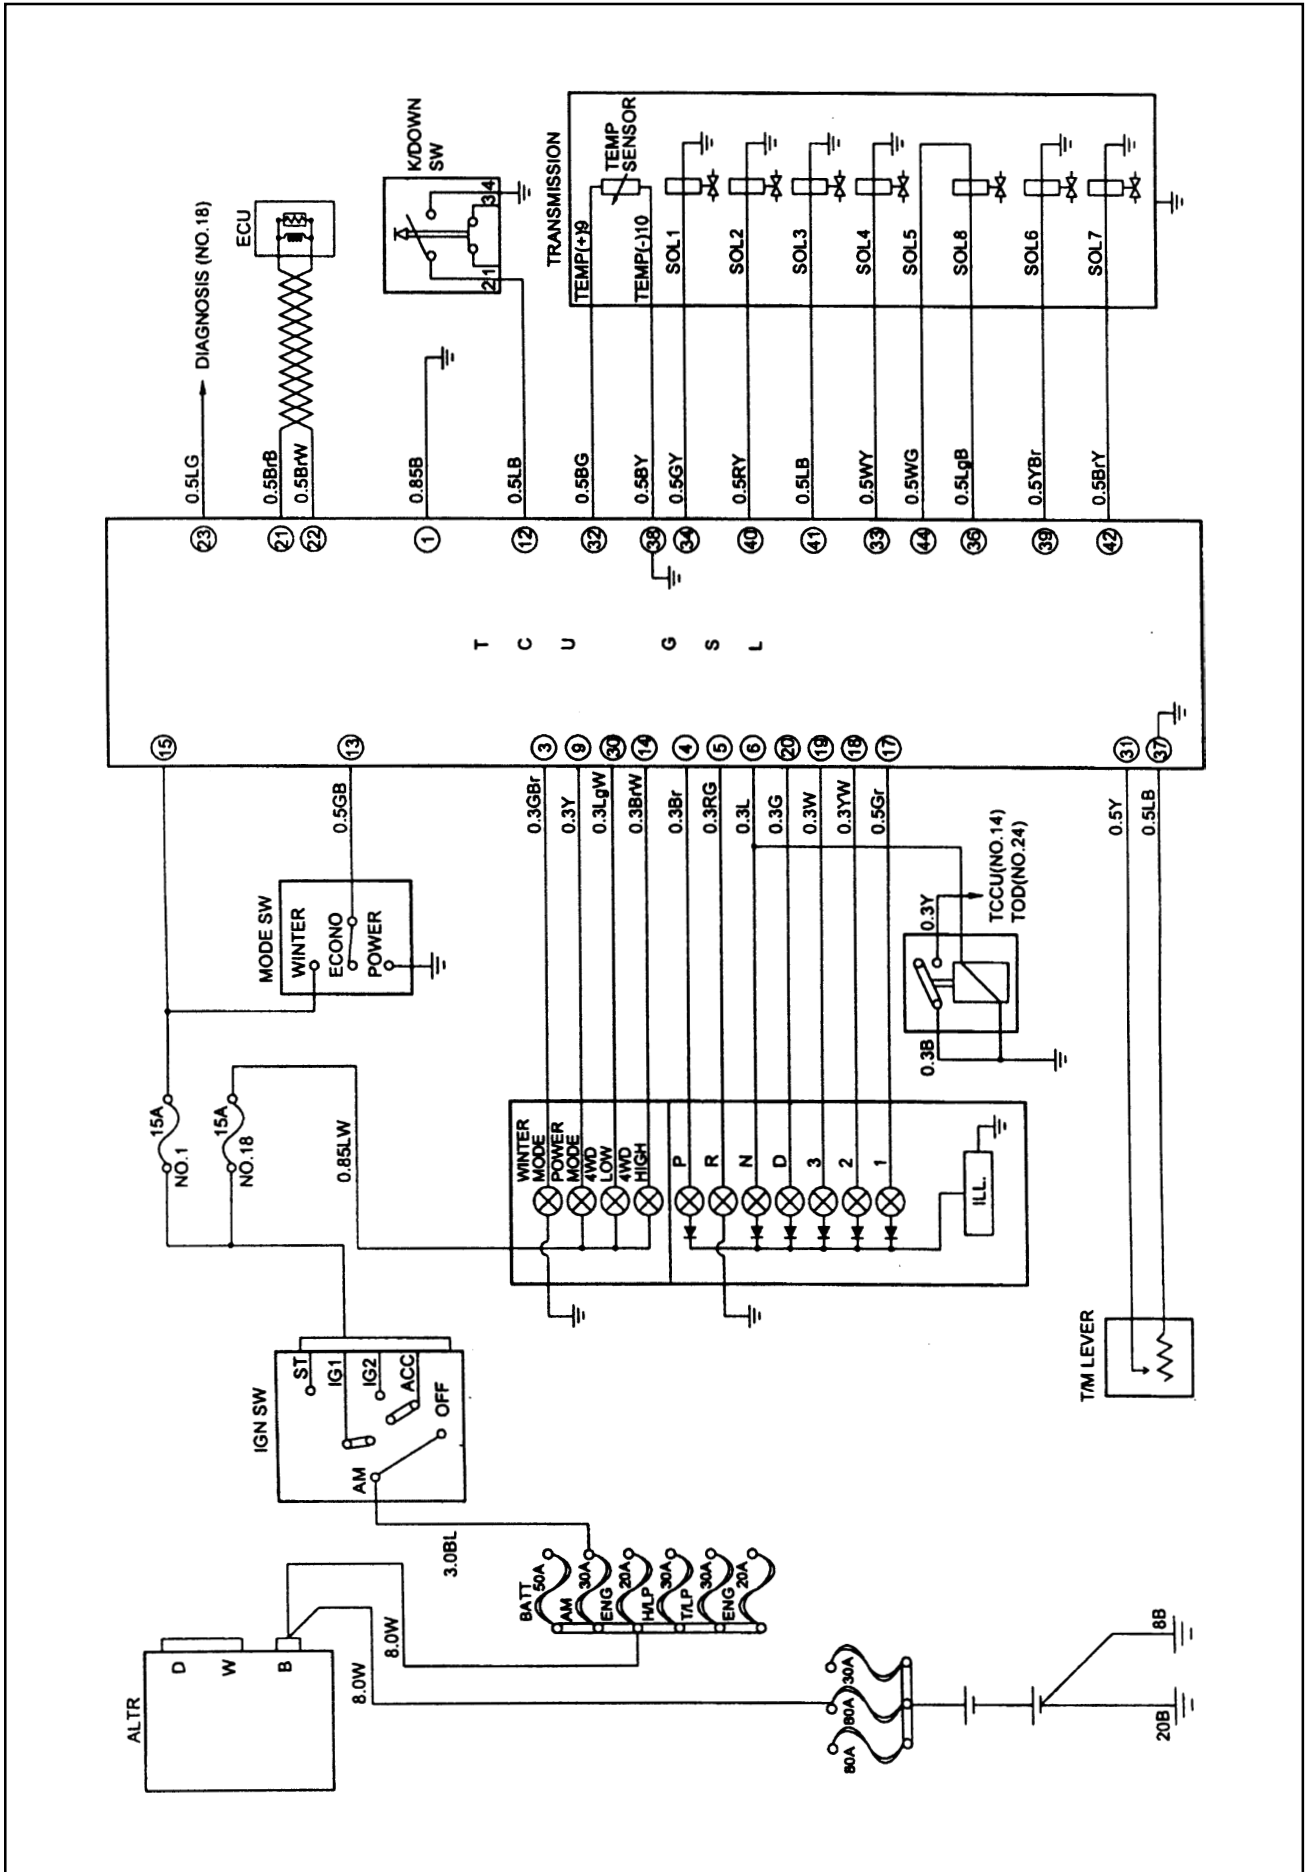 ALTR
D
W
B
8.0W
8.0W
3.0BL
BATT
50A
AM
30A
ENG
20A
H/LP
30A
T/LP
30A
ENG
20A
80A
80A
30A
20B
8B
IGN SW
ST
IG1
IG2
ACC
AM
OFF
15A
NO.1
15A
NO.18
0.85LW
MODE SW
WINTER
ECONO
POWER
0.5GB
WINTER
MODE
POWER
MODE
4WD
LOW
4WD
HIGH
P
R
N
D
3
2
1
ILL.
0.3GBr
0.3Y
0.3LgW
0.3BrW
0.3Br
0.3RG
0.3L
0.3G
0.3W
0.3YW
0.5Gr
0.3B
0.3Y
TCCU(NO.14)
TOD(NO.24)
T/M LEVER
0.5Y
0.5LB
15
13
3
9
30
14
4
5
6
20
19
18
17
31
37
T C U G S L
23
21
22
1
12
32
38
34
40
41
33
44
36
39
42
0.5LG
0.5BrB
0.5BrW
0.85B
0.5LB
0.5BG
0.5BY
0.5GY
0.5RY
0.5LB
0.5WY
0.5WG
0.5LgB
0.5YBr
0.5BrY
DIAGNOSIS (NO.18)
ECU
K/DOWN
SW
2
1
3
4
TRANSMISSION
TEMP(+)9
TEMP(-)10
TEMP
SENSOR
SOL1
SOL2
SOL3
SOL4
SOL5
SOL8
SOL6
SOL7